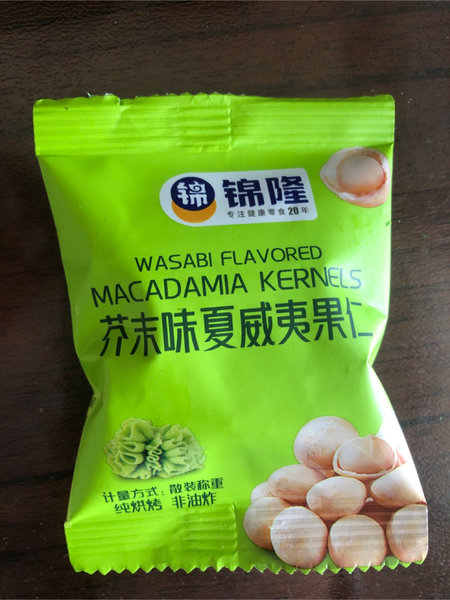 锦 锦隆
专注健康零食20年
WASABI FLAVORED
MACADAMIA KERNELS
芥末味夏威夷果仁
计量方式：散装称重
纯烘烤 非油炸